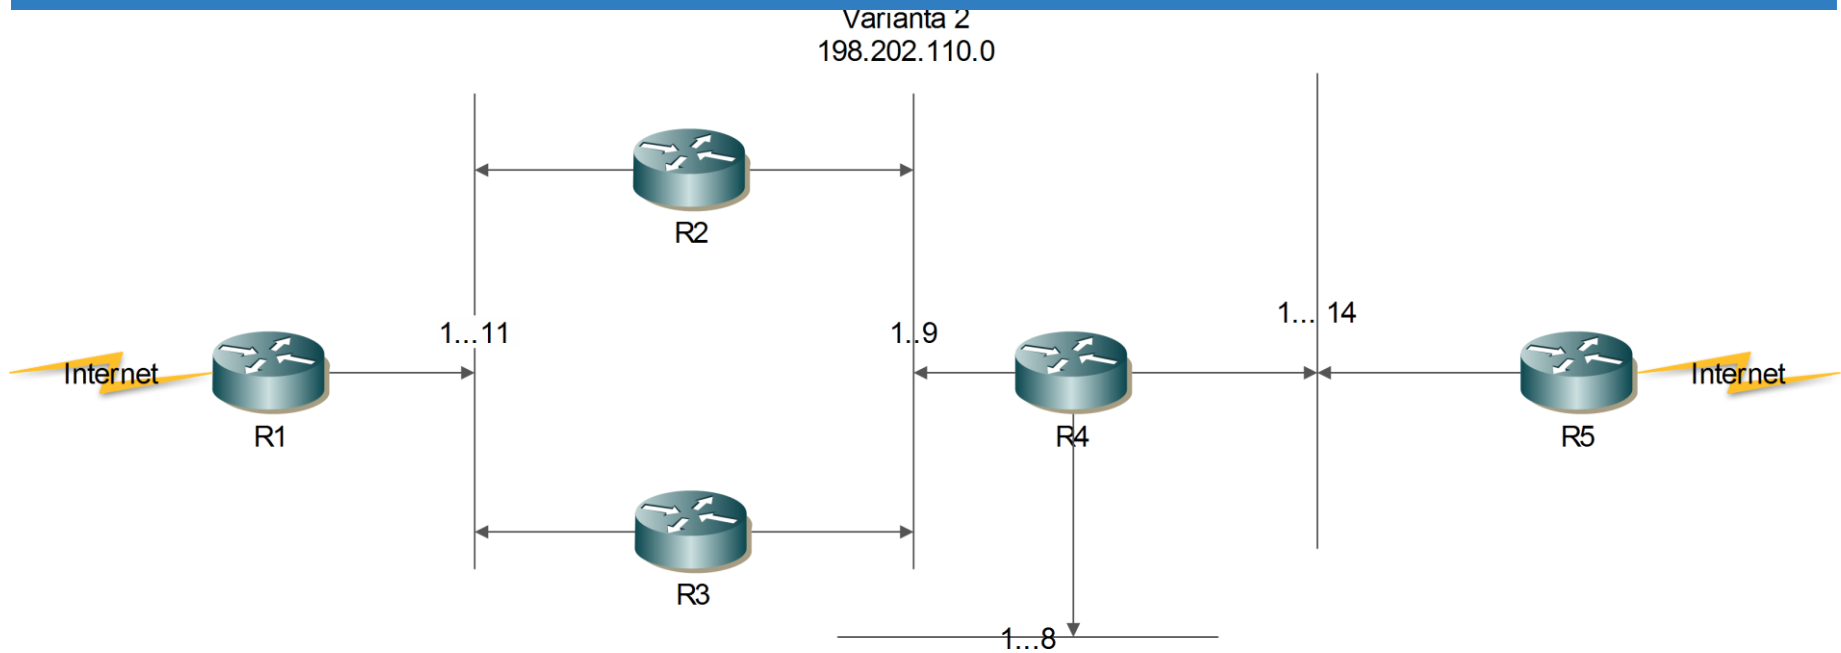 Varianta 2
198.202.110.0
R2
1...11
1..9
1... 14
Internet
Internet
R1
R4
R5
R3
1...8